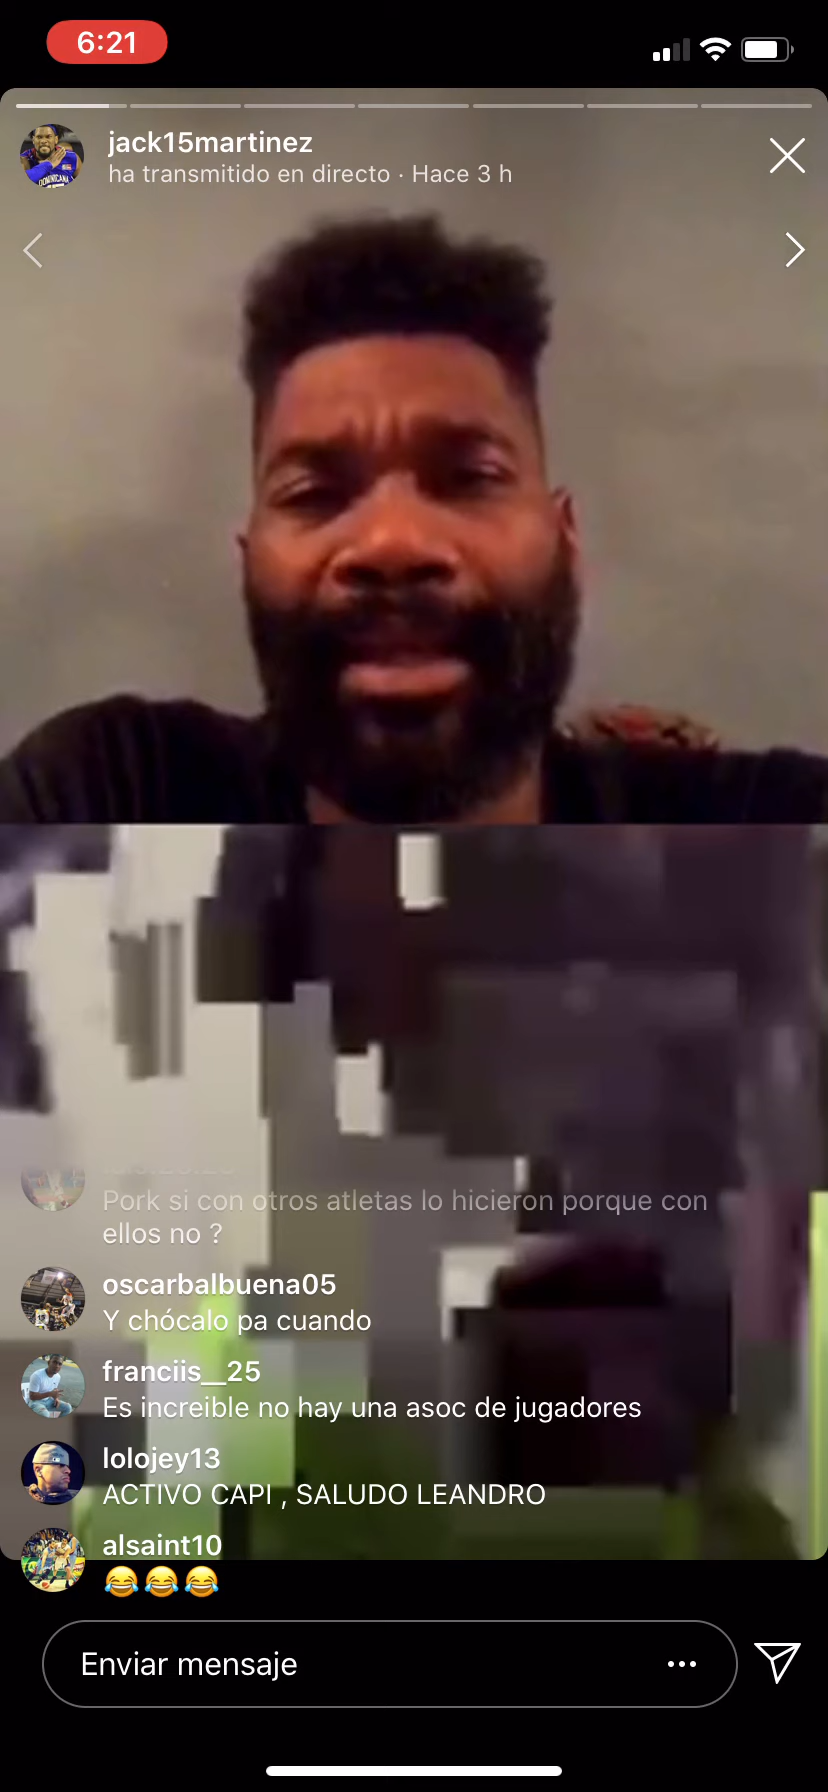 6:21
jack15martinez
ha transmitido en directo · Hace 3 h
DOMINICANA
Pork si con otros atletas lo hicieron porque con
ellos no ?
oscarbalbuena05
Y chócalo pa cuando
franciis__25
Es increible no hay una asoc de jugadores
lolojey13
ACTIVO CAPI , SALUDO LEANDRO
alsaint10
😂😂😂
Enviar mensaje